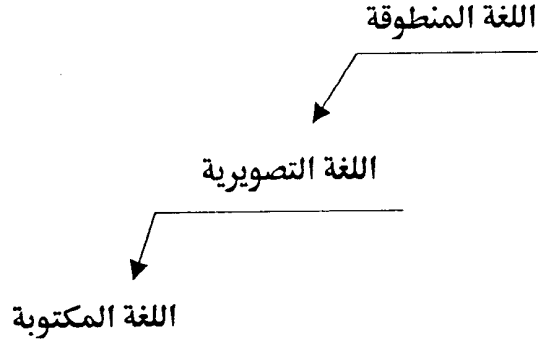 اللغة المنطوقة
اللغة التصويرية
اللغة المكتوبة